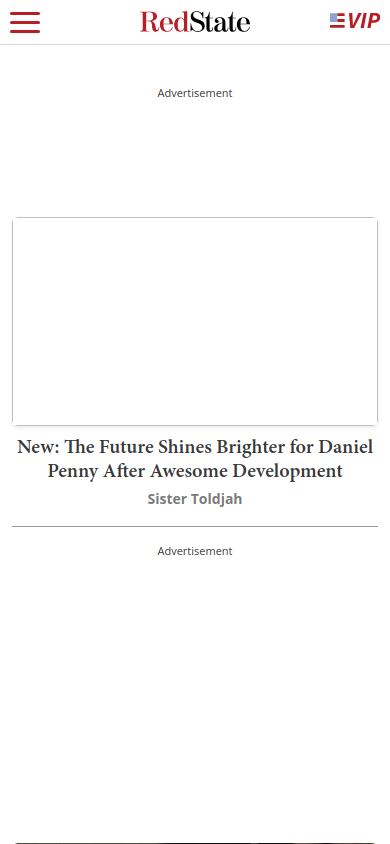 RedState
VIP
Advertisement
New: The Future Shines Brighter for Daniel
Penny After Awesome Development
Sister Toldjah
Advertisement